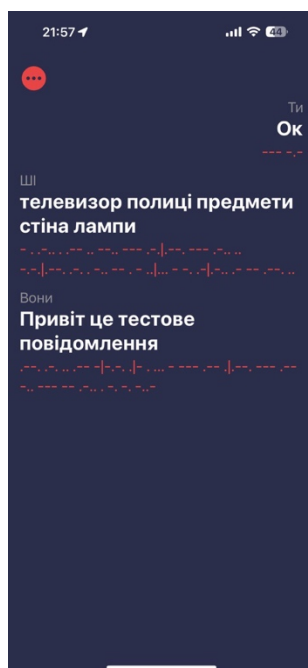 21:57
44
Ти
Ок
--- -.-
ШІ
телевизор полиці предмети
стіна лампи
Вони
Привіт це тестове
повідомлення